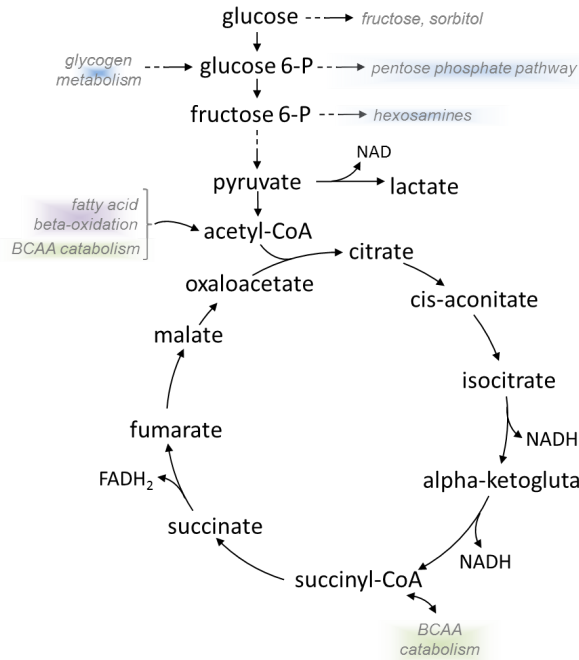 glucose
fructose, sorbitol
glycogen
metabolism
glucose 6-P
pentose phosphate pathway
fructose 6-P
hexosamines
NAD
pyruvate
lactate
fatty acid
beta-oxidation
BCAA catabolism
acetyl-CoA
citrate
oxaloacetate
cis-aconitate
malate
isocitrate
fumarate
NADH
alpha-ketogluta
FADH2
succinate
NADH
succinyl-CoA
BCAA
catabolism